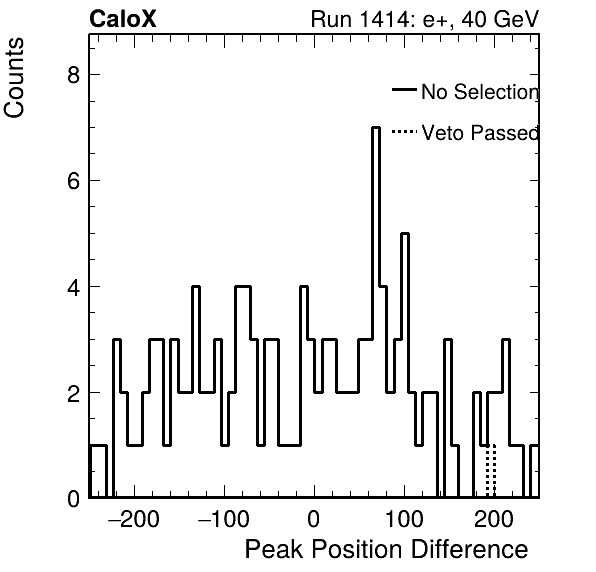 CaloX Run 1414: e+, 40 GeV
Counts
No Selection
Veto Passed
8
6
4
2
0
−200 −100 0 100 200
Peak Position Difference